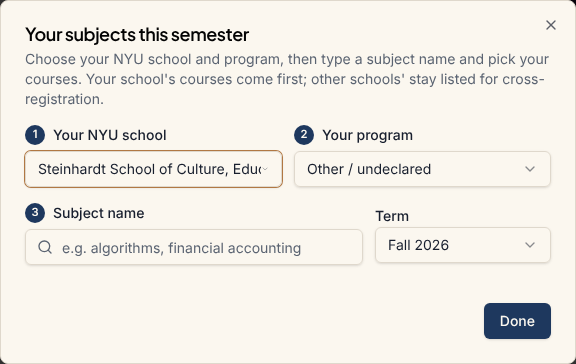 Your subjects this semester
Choose your NYU school and program, then type a subject name and pick your
courses. Your school's courses come first; other schools' stay listed for cross-
registration.
1 Your NYU school
2 Your program
Steinhardt School of Culture, Educ
Other / undeclared
3 Subject name
Term
e.g. algorithms, financial accounting
Fall 2026
Done